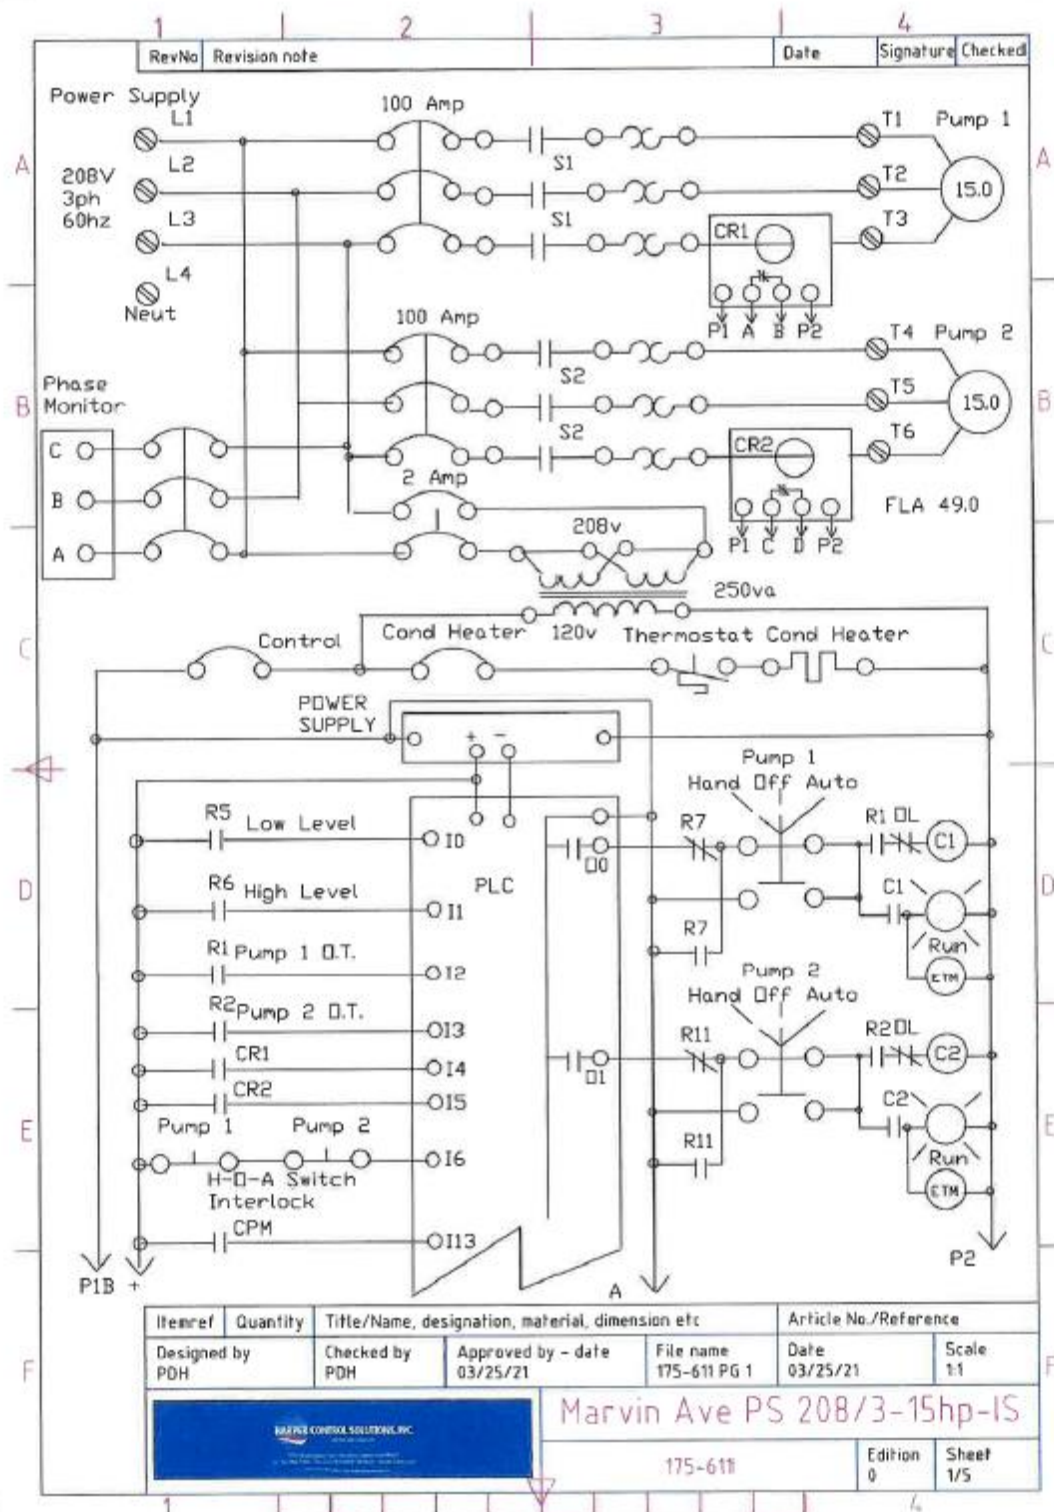 1 2 3 4
RevNo Revision note Date Signature Checked
Power Supply
L1
100 Amp
T1 Pump 1
A A
L2
S1
T2
208V
3ph
60hz
15.0
L3
S1
CR1
T3
L4
Neut
P1 A B P2
100 Amp
T4 Pump 2
S2
Phase
Monitor
T5
B B
15.0
S2
CR2
T6
C
2 Amp
B
FLA 49.0
208v
A
P1 C D P2
250va
C C
Control Cond Heater 120v Thermostat Cond Heater
POWER
SUPPLY
+ -
Pump 1
Hand Off Auto
R5 Low Level I0
R7
R1 OL
C1
O0
PLC
D D
R6 High Level I1
C1
R7
Run
R1 Pump 1 O.T. I2
Pump 2
ETM
Hand Off Auto
R2 Pump 2 O.T. I3
R11
R2 OL
C2
CR1 I4
O1
CR2 I5
C2
E E
Pump 1 Pump 2
R11
I6
Run
H-O-A Switch
Interlock
ETM
CPM I13
P1B +
A
P2
Itemref Quantity Title/Name, designation, material, dimension etc Article No./Reference
Designed by Checked by Approved by - date File name Date Scale
PDH PDH 03/25/21 175-611 PG 1 03/25/21 1:1
F F
HARPER CONTROL SOLUTIONS, INC.
Marvin Ave PS 208/3-15hp-IS
175-611
Edition Sheet
0 1/5
1 4